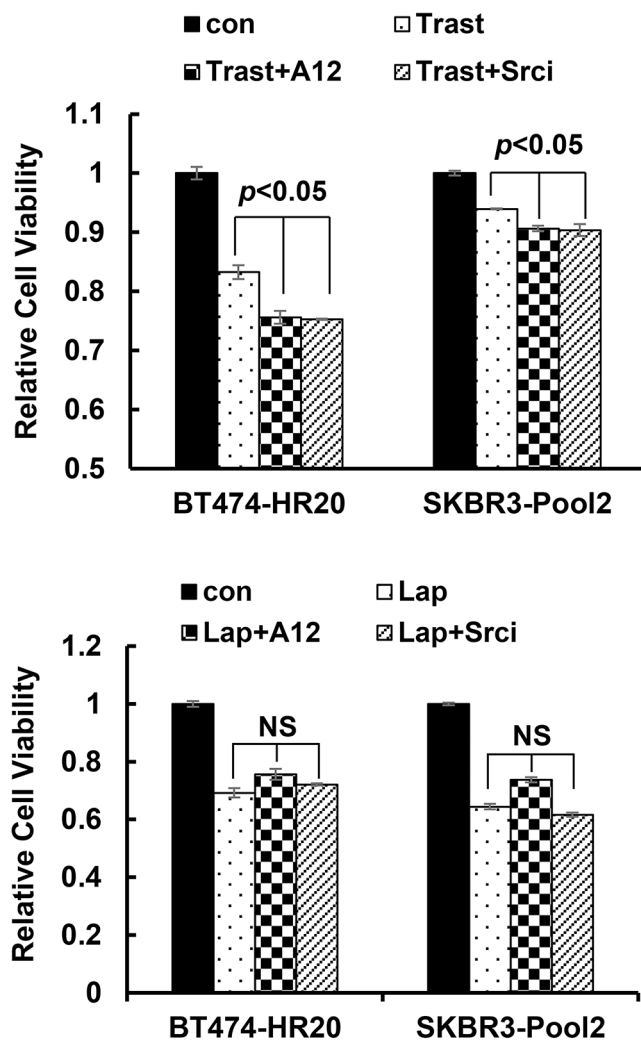 con Trast
Trast+A12 Trast+Srci
Relative Cell Viability
1.1
1
0.9
0.8
0.7
0.6
0.5
p<0.05
p<0.05
BT474-HR20 SKBR3-Pool2
con Lap
Lap+A12 Lap+Srci
Relative Cell Viability
1.2
1
0.8
0.6
0.4
0.2
0
NS
NS
BT474-HR20 SKBR3-Pool2